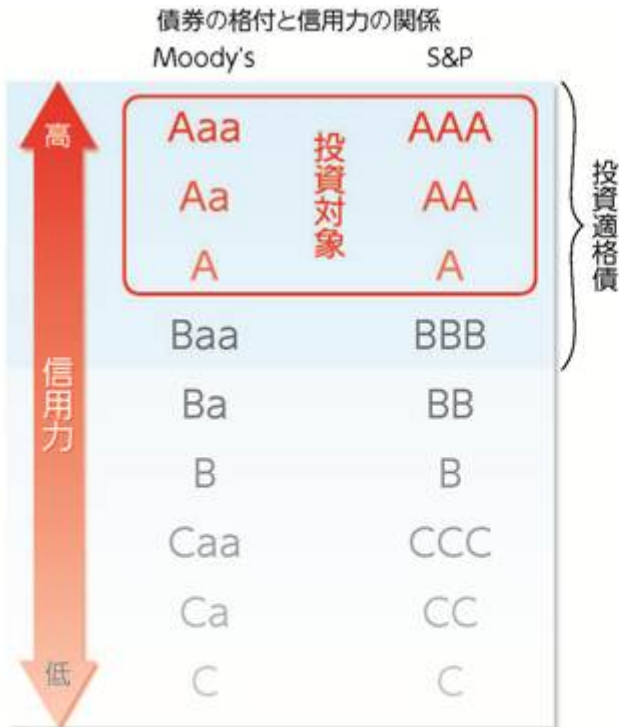 債券の格付と信用力の関係
Moody's S&P
高
信用力
低
Aaa AAA
Aa AA
A A
投資対象
Baa BBB
Ba BB
B B
Caa CCC
Ca CC
C C
投資適格債